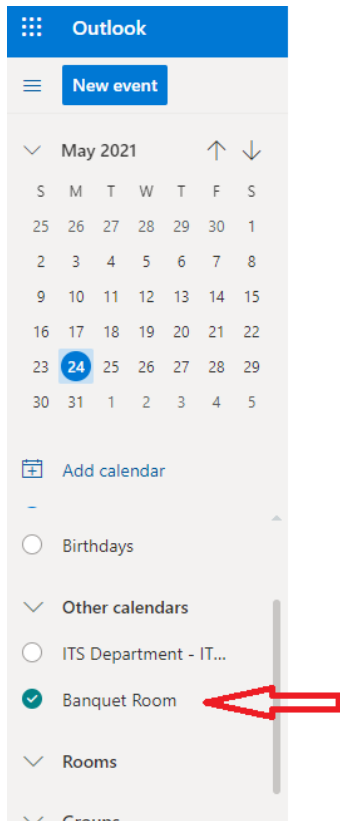 Outlook
New event
May 2021
S M T W T F S
25 26 27 28 29 30 1
2 3 4 5 6 7 8
9 10 11 12 13 14 15
16 17 18 19 20 21 22
23 24 25 26 27 28 29
30 31 1 2 3 4 5
Add calendar
Birthdays
Other calendars
ITS Department - IT...
Banquet Room
Rooms
Groups